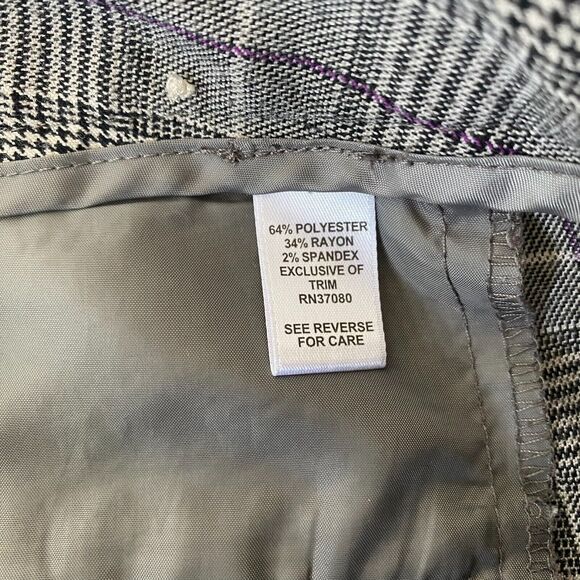 64% POLYESTER
34% RAYON
2% SPANDEX
EXCLUSIVE OF
TRIM
RN37080
SEE REVERSE
FOR CARE